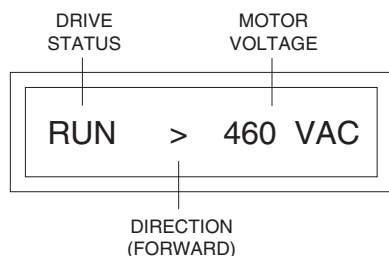 DRIVE
STATUS
MOTOR
VOLTAGE
RUN > 460 VAC
DIRECTION
(FORWARD)